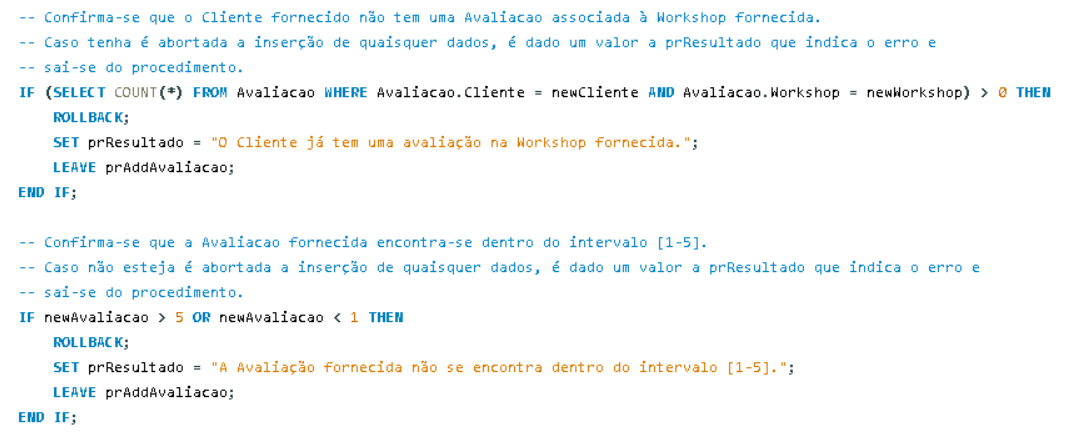 -- Confirma-se que o Cliente fornecido não tem uma Avaliacao associada à Workshop fornecida.
-- Caso tenha é abortada a inserção de quaisquer dados, é dado um valor a prResultado que indica o erro e
-- sai-se do procedimento.
IF (SELECT COUNT(*) FROM Avaliacao WHERE Avaliacao.Cliente = newCliente AND Avaliacao.Workshop = newWorkshop) > 0 THEN
    ROLLBACK;
    SET prResultado = "O Cliente já tem uma avaliação na Workshop fornecida.";
    LEAVE prAddAvaliacao;
END IF;
-- Confirma-se que a Avaliacao fornecida encontra-se dentro do intervalo [1-5].
-- Caso não esteja é abortada a inserção de quaisquer dados, é dado um valor a prResultado que indica o erro e
-- sai-se do procedimento.
IF newAvaliacao > 5 OR newAvaliacao < 1 THEN
    ROLLBACK;
    SET prResultado = "A Avaliação fornecida não se encontra dentro do intervalo [1-5].";
    LEAVE prAddAvaliacao;
END IF;